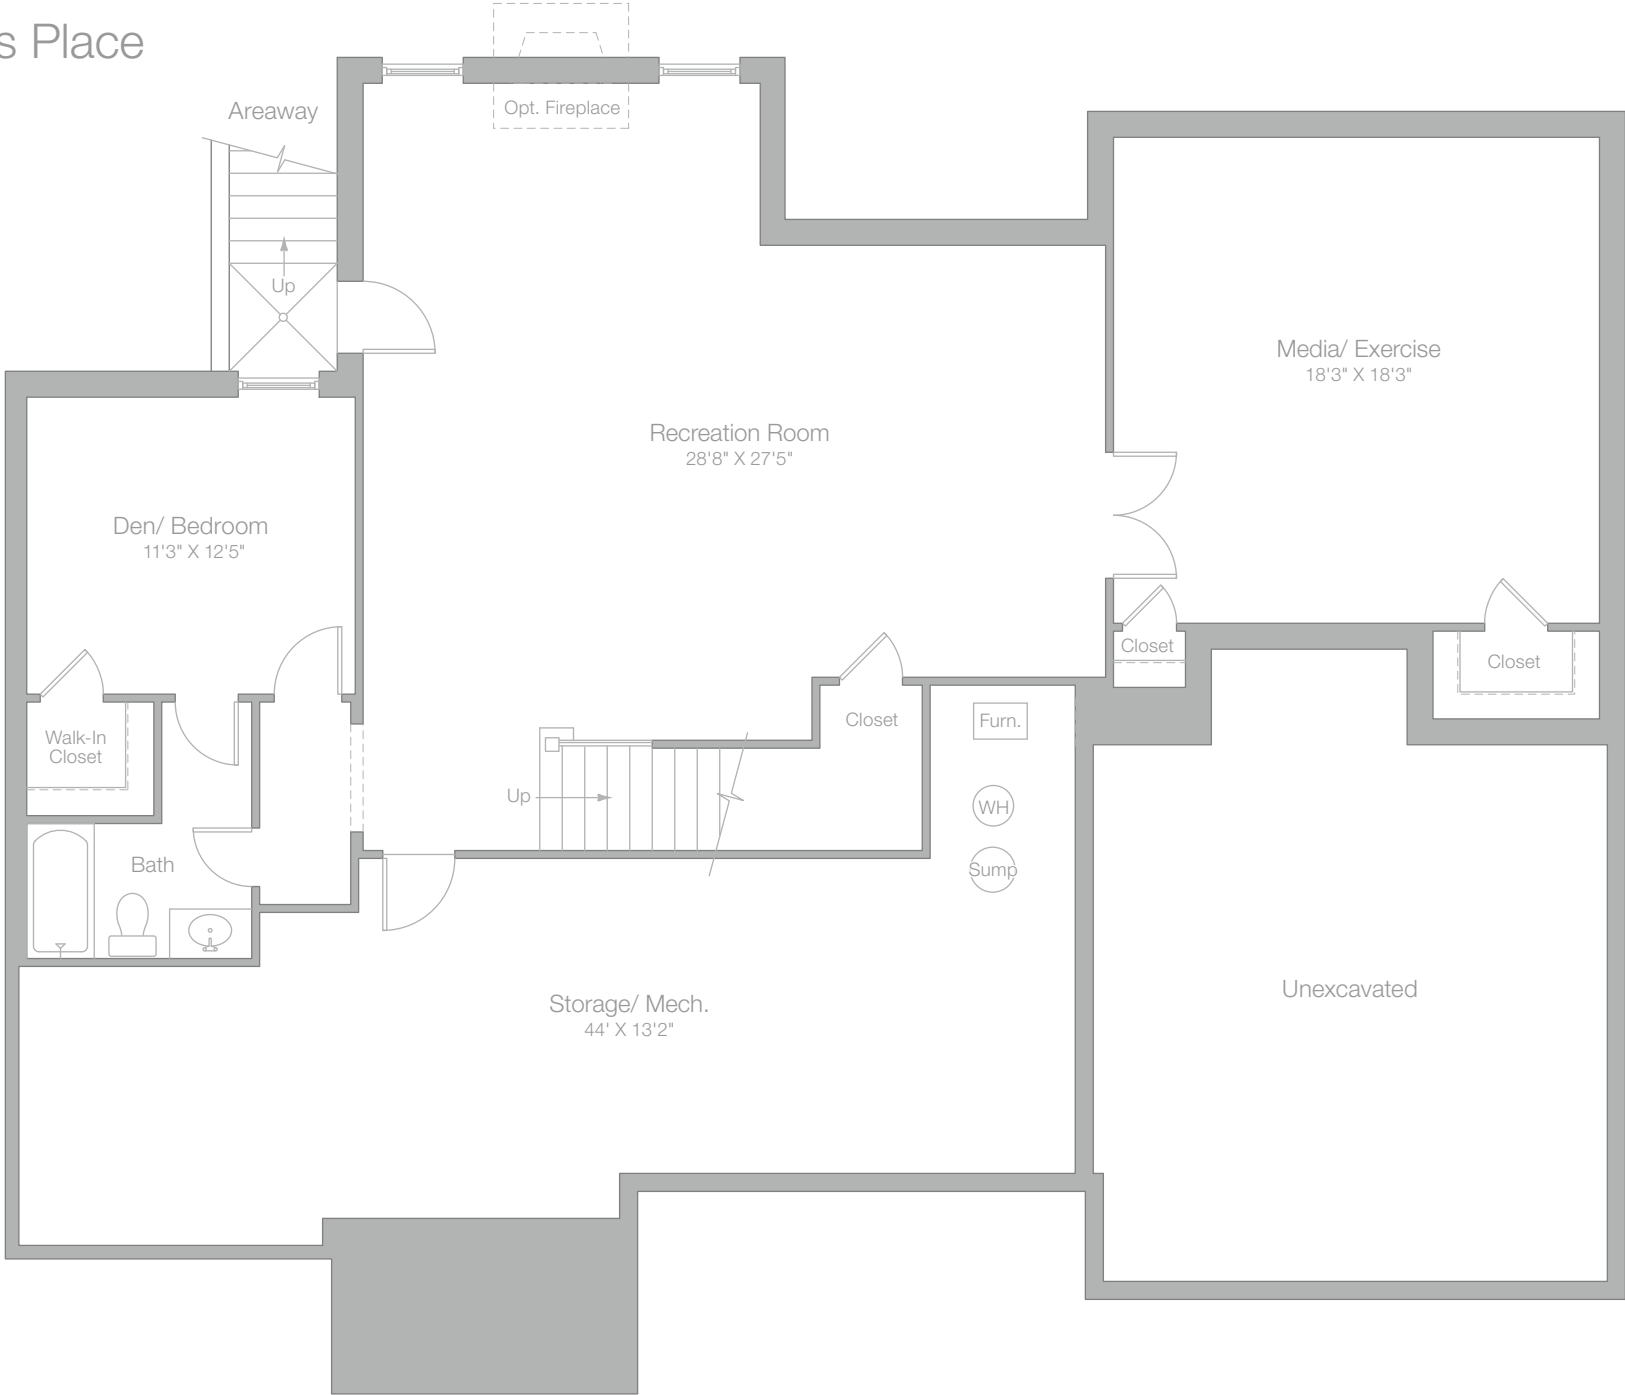 s Place
Areaway
Opt. Fireplace
Up
Media/ Exercise
18'3" X 18'3"
Recreation Room
28'8" X 27'5"
Den/ Bedroom
11'3" X 12'5"
Closet
Closet
Walk-In
Closet
Closet
Furn.
Up
WH
Bath
Sump
Storage/ Mech.
44' X 13'2"
Unexcavated